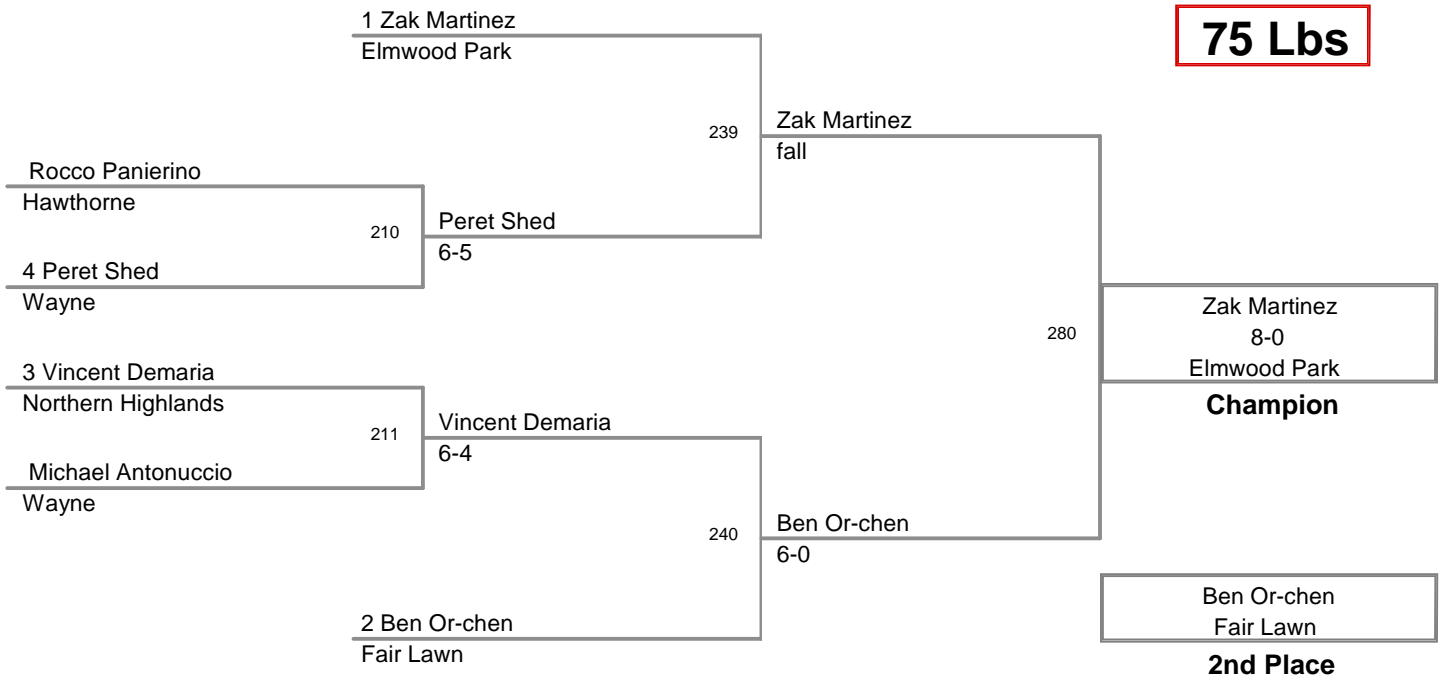 1 Zak Martinez
Elmwood Park
75 Lbs
239
Zak Martinez
fall
Rocco Panierino
Hawthorne
210
Peret Shed
6-5
4 Peret Shed
Wayne
280
Zak Martinez
8-0
Elmwood Park
Champion
3 Vincent Demaria
Northern Highlands
211
Vincent Demaria
6-4
Michael Antonuccio
Wayne
240
Ben Or-chen
6-0
2 Ben Or-chen
Fair Lawn
Ben Or-chen
Fair Lawn
2nd Place